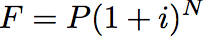 F = P(1 + i)^N